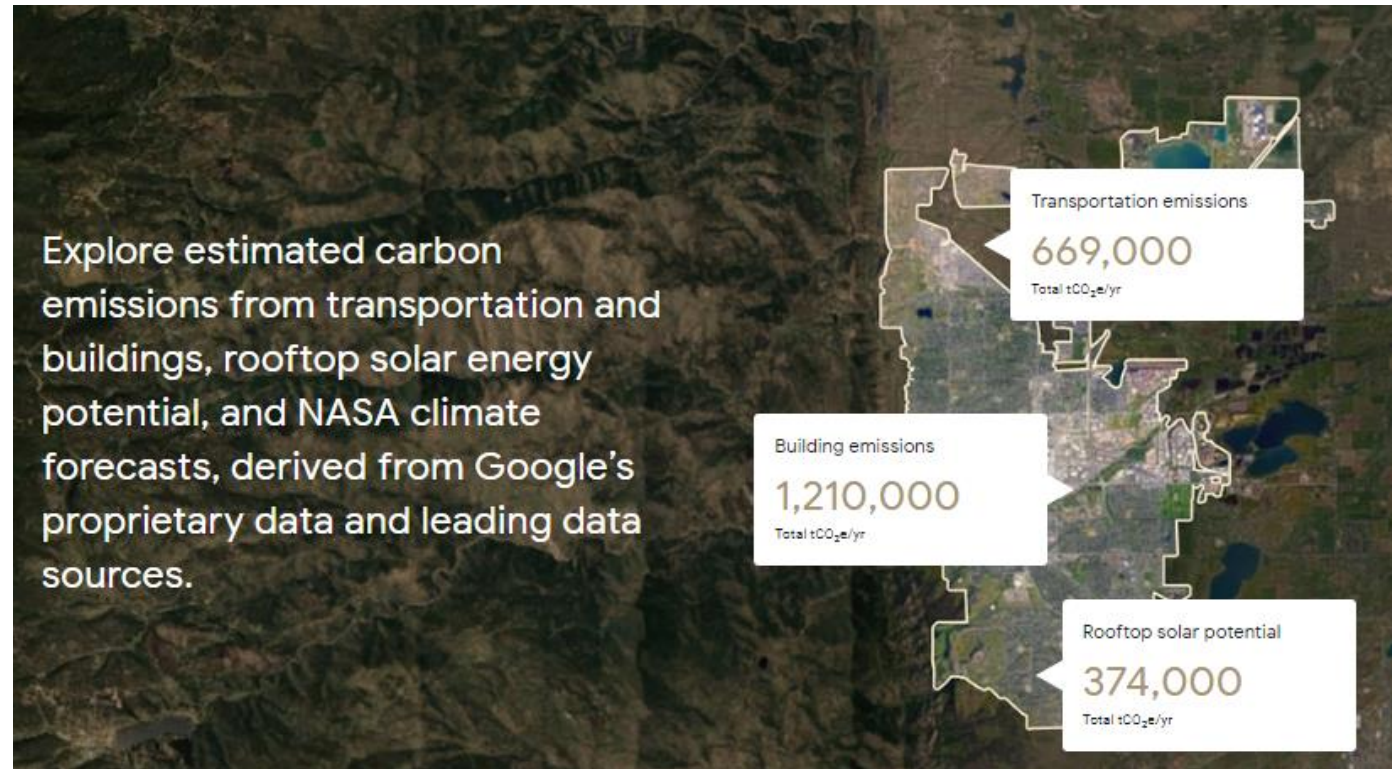 Explore estimated carbon
emissions from transportation and
buildings, rooftop solar energy
potential, and NASA climate
forecasts, derived from Google’s
proprietary data and leading data
sources.
Transportation emissions
669,000
Total tCO₂e/yr
Building emissions
1,210,000
Total tCO₂e/yr
Rooftop solar potential
374,000
Total tCO₂e/yr